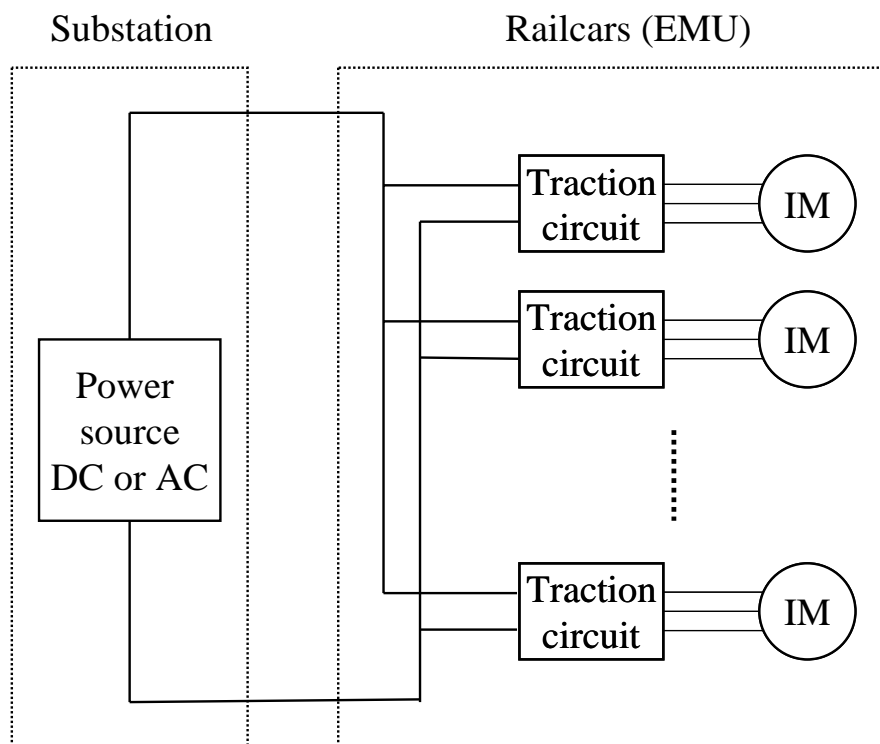 Substation
Railcars (EMU)
Traction
circuit
IM
Traction
circuit
IM
Power
source
DC or AC
Traction
circuit
IM